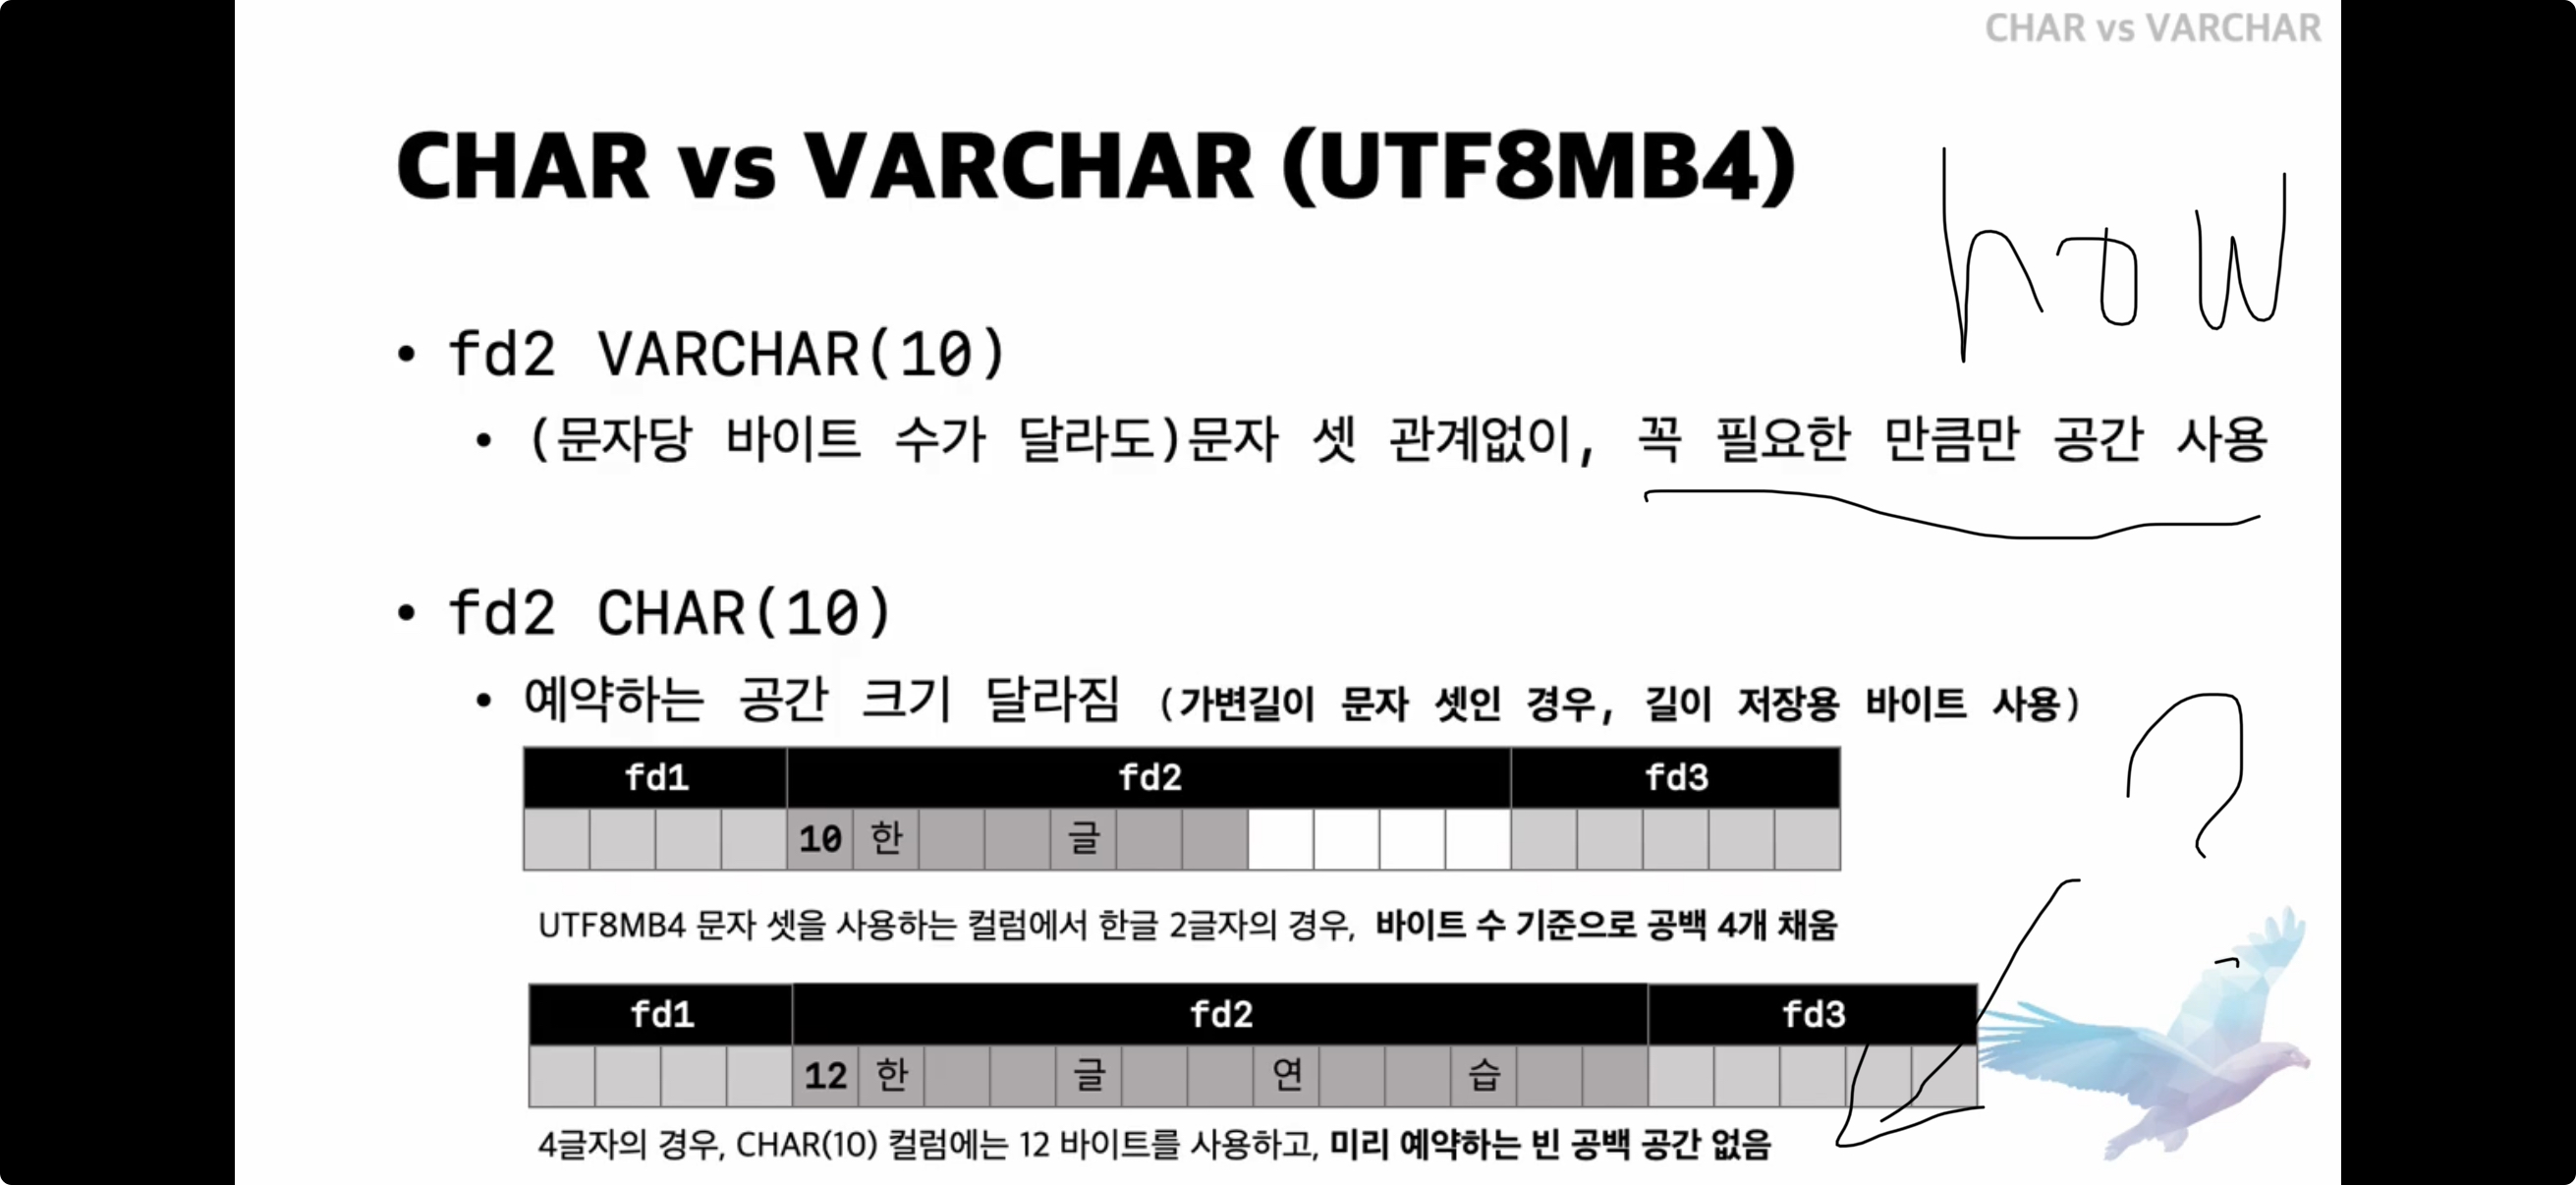 CHAR vs VARCHAR
CHAR vs VARCHAR (UTF8MB4)
how
• fd2 VARCHAR(10)
• (문자당 바이트 수가 달라도)문자 셋 관계없이, 꼭 필요한 만큼만 공간 사용
• fd2 CHAR(10)
• 예약하는 공간 크기 달라짐 (가변길이 문자 셋인 경우, 길이 저장용 바이트 사용)
?
fd1 fd2 fd3
10 한 글
UTF8MB4 문자 셋을 사용하는 컬럼에서 한글 2글자의 경우, 바이트 수 기준으로 공백 4개 채움
fd1 fd2 fd3
12 한 글 연 습
4글자의 경우, CHAR(10) 컬럼에는 12 바이트를 사용하고, 미리 예약하는 빈 공백 공간 없음